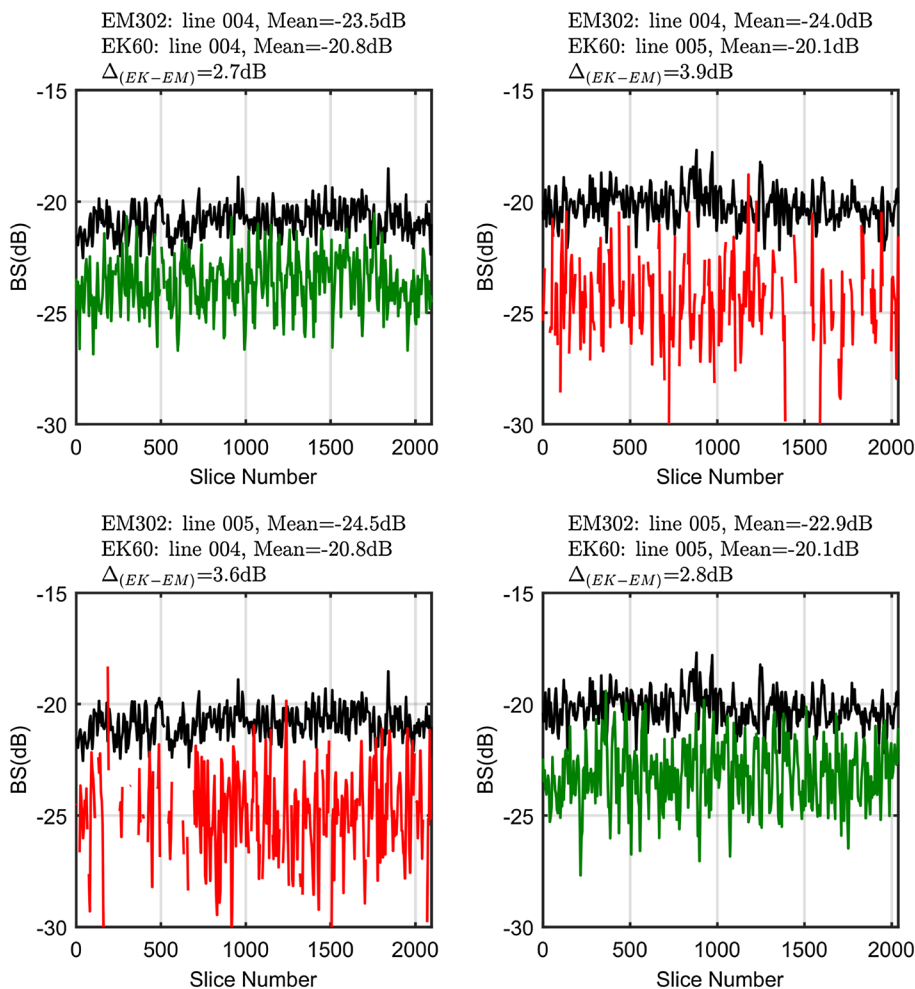 EM302: line 004, Mean=-23.5dB
EK60: line 004, Mean=-20.8dB
Δ(EK−EM)=2.7dB
-15
-20
-25
-30
BS(dB)
0 500 1000 1500 2000
Slice Number
EM302: line 004, Mean=-24.0dB
EK60: line 005, Mean=-20.1dB
Δ(EK−EM)=3.9dB
-15
-20
-25
-30
BS(dB)
0 500 1000 1500 2000
Slice Number
EM302: line 005, Mean=-24.5dB
EK60: line 004, Mean=-20.8dB
Δ(EK−EM)=3.6dB
-15
-20
-25
-30
BS(dB)
0 500 1000 1500 2000
Slice Number
EM302: line 005, Mean=-22.9dB
EK60: line 005, Mean=-20.1dB
Δ(EK−EM)=2.8dB
-15
-20
-25
-30
BS(dB)
0 500 1000 1500 2000
Slice Number